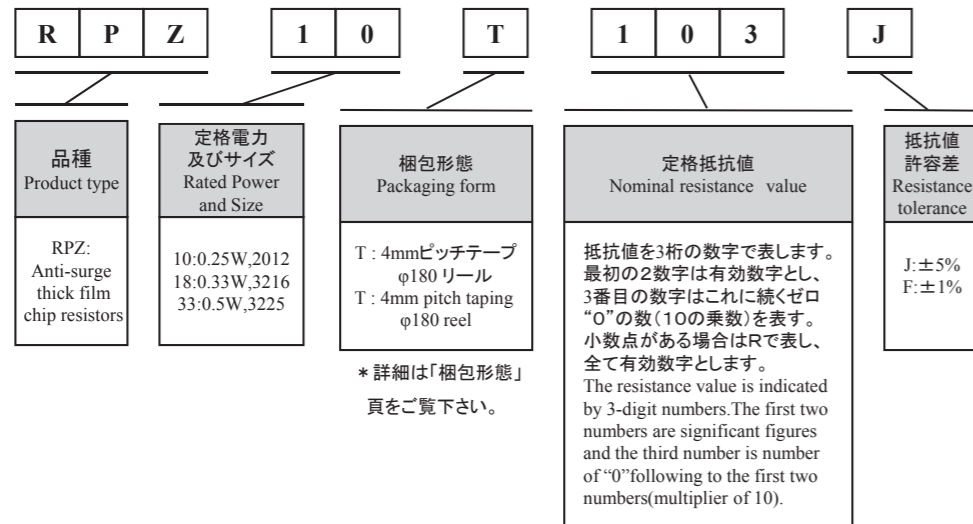 R P Z 1 0 T 1 0 3 J
品種
Product type
RPZ:
Anti-surge
thick film
chip resistors
定格電力
及びサイズ
Rated Power
and Size
10:0.25W,2012
18:0.33W,3216
33:0.5W,3225
梱包形態
Packaging form
T : 4mmピッチテープ
φ180 リール
T : 4mm pitch taping
φ180 reel
*詳細は「梱包形態」
頁をご覧下さい。
定格抵抗値
Nominal resistance value
抵抗値を3桁の数字で表します。
最初の2数字は有効数字とし、
3番目の数字はこれに続くゼロ
“0”の数(10の乗数)を表す。
小数点がある場合はRで表し、
全て有効数字とします。
The resistance value is indicated
by 3-digit numbers.The first two
numbers are significant figures
and the third number is number
of “0”following to the first two
numbers(multiplier of 10).
抵抗値
許容差
Resistance
tolerance
J:±5%
F:±1%